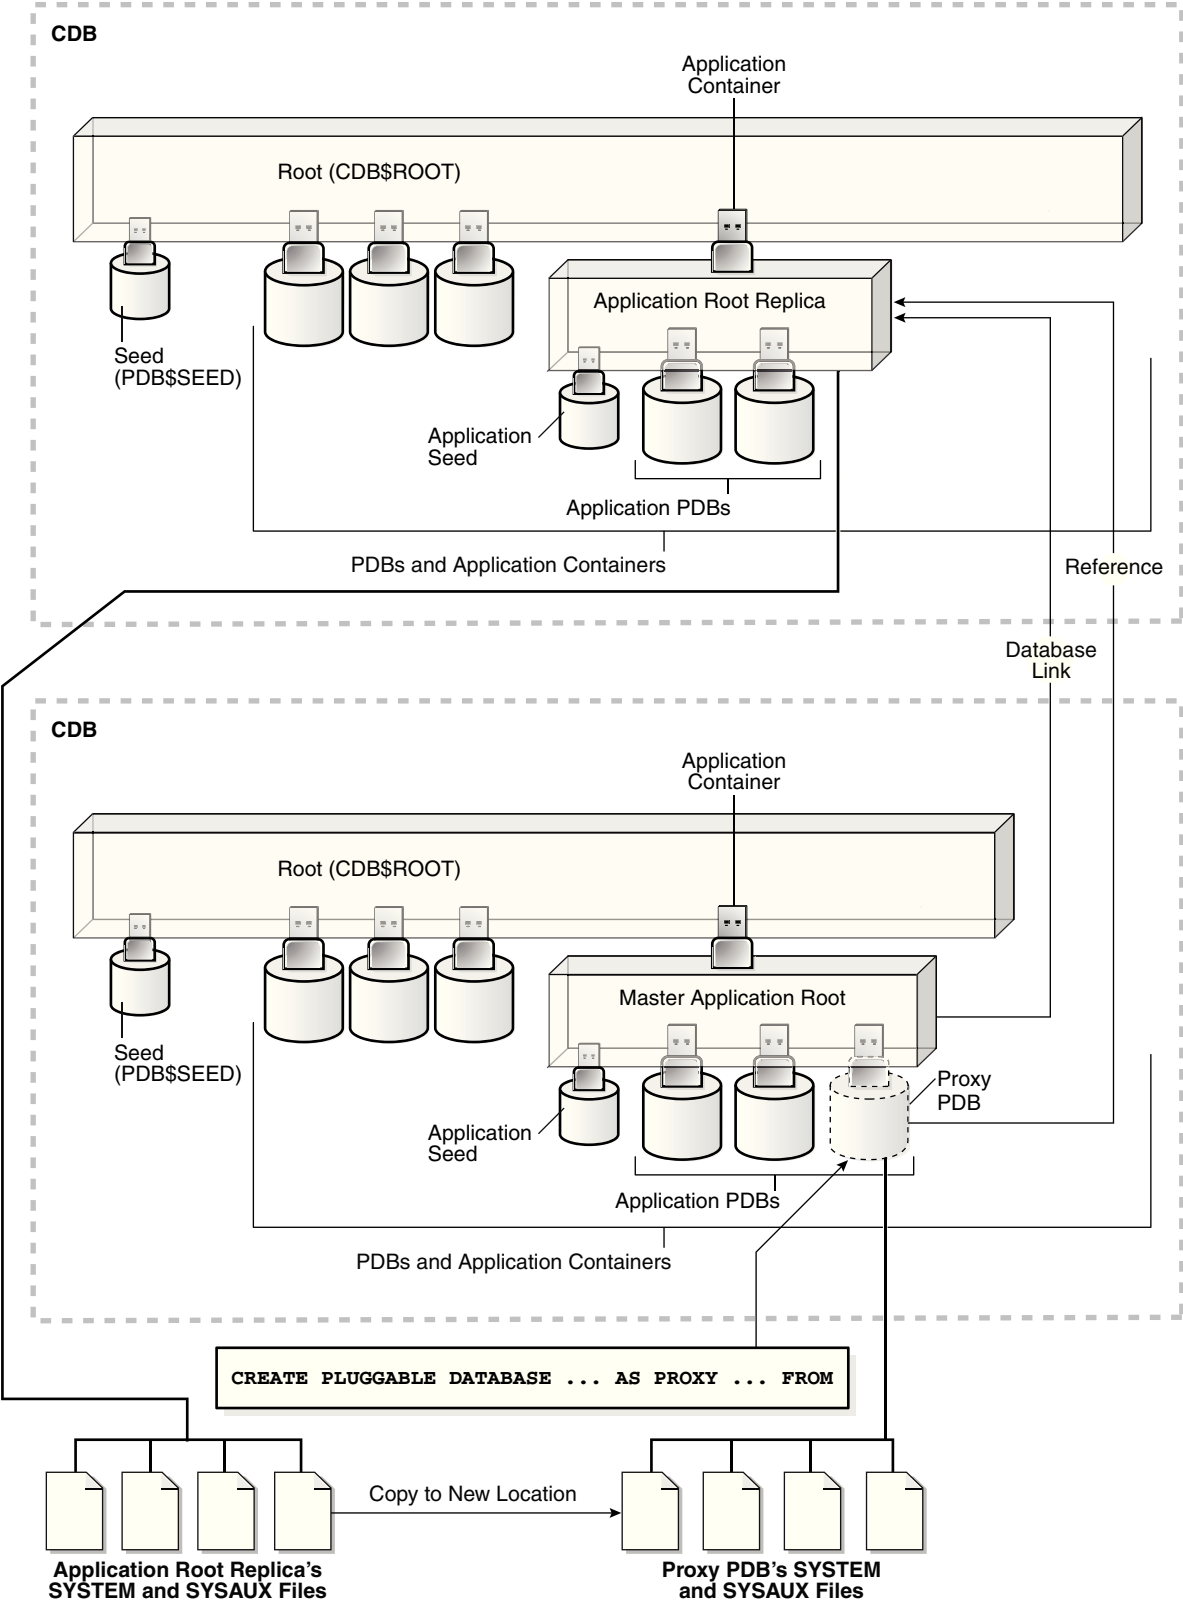 CDB
Application
Container
Root (CDB$ROOT)
Application Root Replica
Seed
(PDB$SEED)
Application
Seed
Application PDBs
PDBs and Application Containers
Reference
Database
Link
CDB
Application
Container
Root (CDB$ROOT)
Master Application Root
Seed
(PDB$SEED)
Proxy
PDB
Application
Seed
Application PDBs
PDBs and Application Containers
CREATE PLUGGABLE DATABASE ... AS PROXY ... FROM
Copy to New Location
Application Root Replica's
SYSTEM and SYSAUX Files
Proxy PDB's SYSTEM
and SYSAUX Files